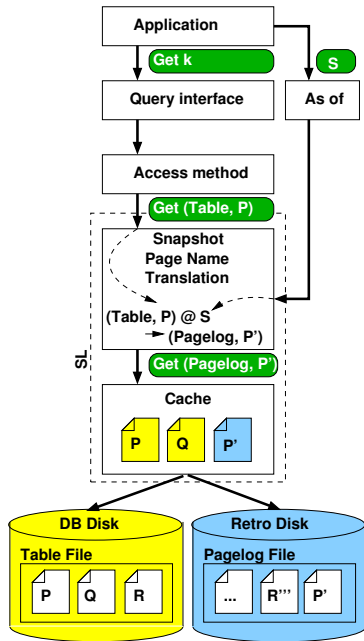 Application
Get k
S
Query interface
As of
Access method
Get (Table, P)
Snapshot
Page Name
Translation
(Table, P) @ S
(Pagelog, P')
SL
Get (Pagelog, P')
Cache
P
Q
P'
DB Disk
Retro Disk
Table File
Pagelog File
P
Q
R
...
R'''
P'